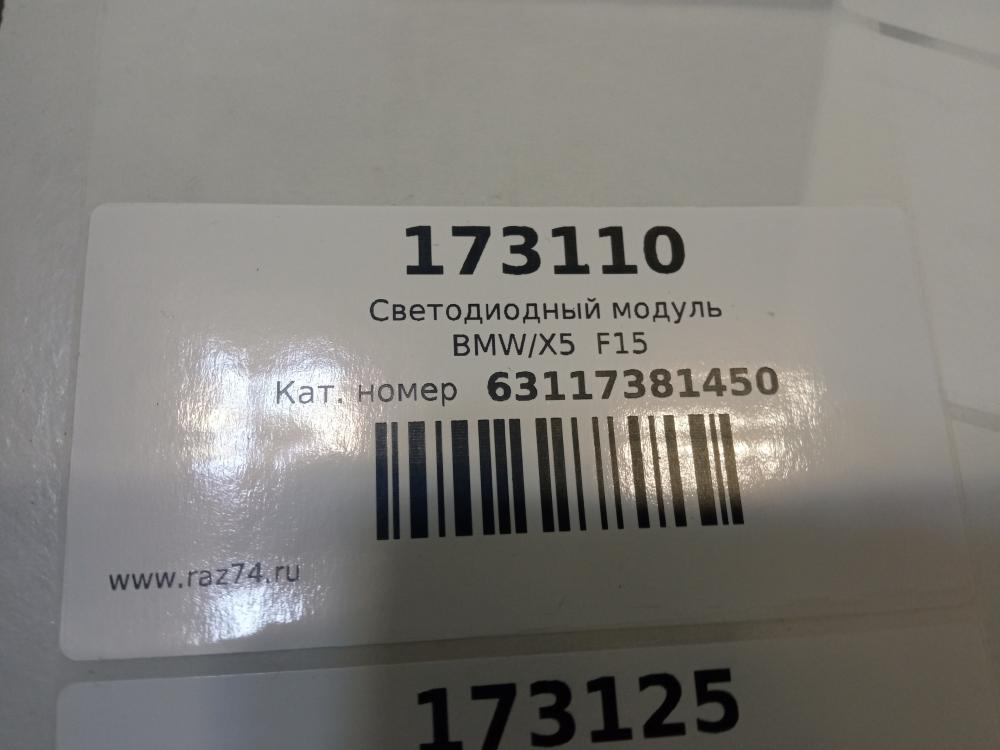 173110
Светодиодный модуль
BMW/X5 F15
Кат. номер 63117381450
www.raz74.ru
173125